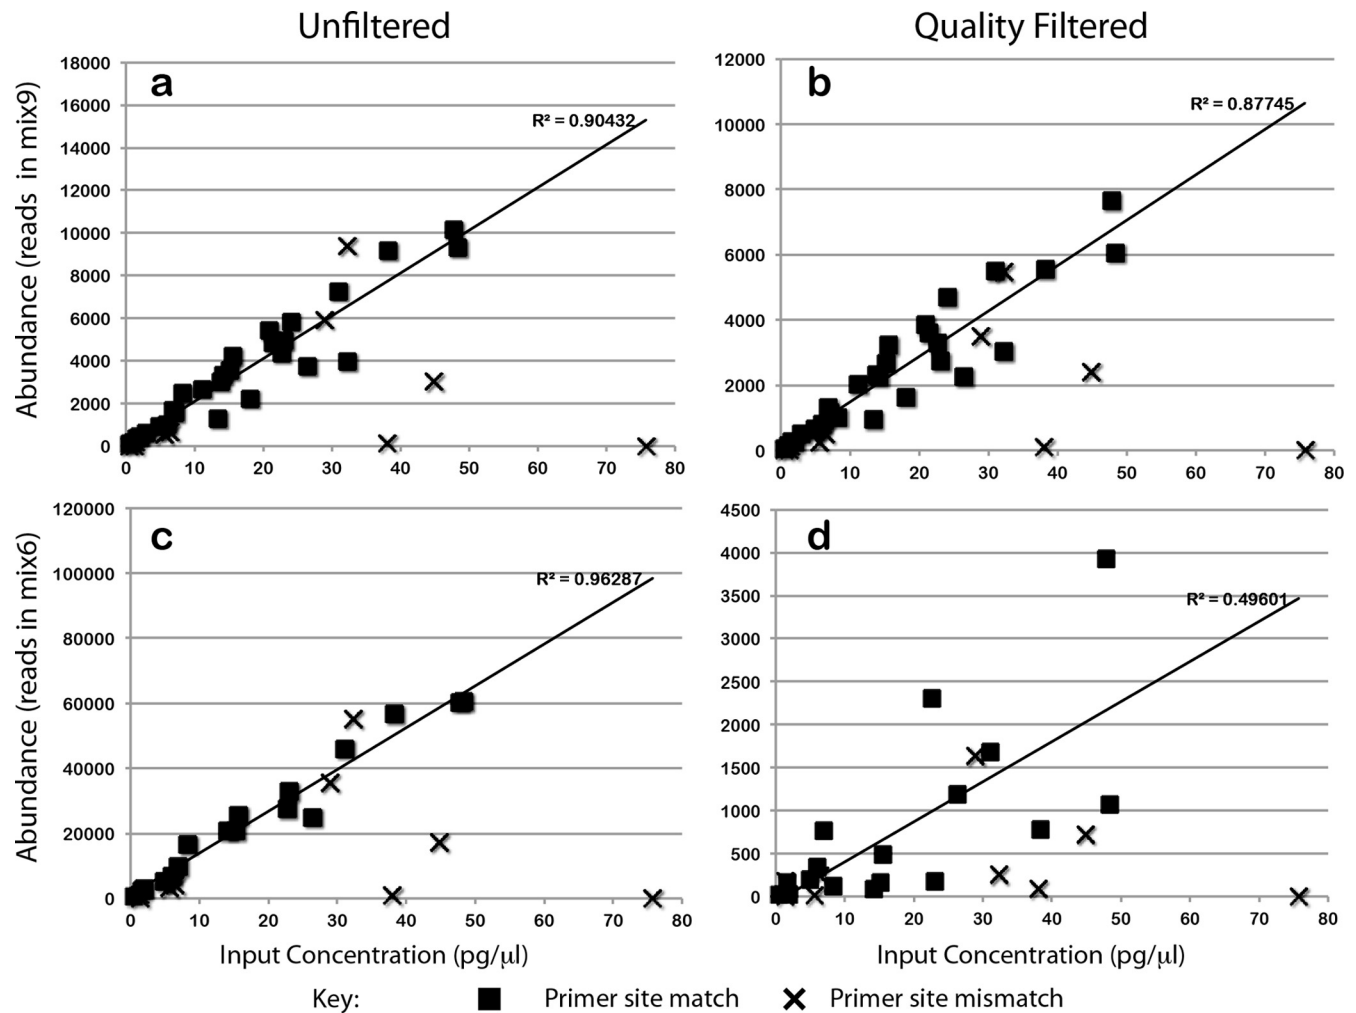 Unfiltered
Quality Filtered
Abundance (reads in mix9)
a
18000
16000
14000
12000
10000
8000
6000
4000
2000
0
R² = 0.90432
0 10 20 30 40 50 60 70 80
b
12000
10000
8000
6000
4000
2000
0
R² = 0.87745
0 10 20 30 40 50 60 70 80
Abundance (reads in mix6)
c
120000
100000
80000
60000
40000
20000
0
R² = 0.96287
0 10 20 30 40 50 60 70 80
Input Concentration (pg/µl)
d
4500
4000
3500
3000
2500
2000
1500
1000
500
0
R² = 0.49601
0 10 20 30 40 50 60 70 80
Input Concentration (pg/µl)
Key: Primer site match Primer site mismatch